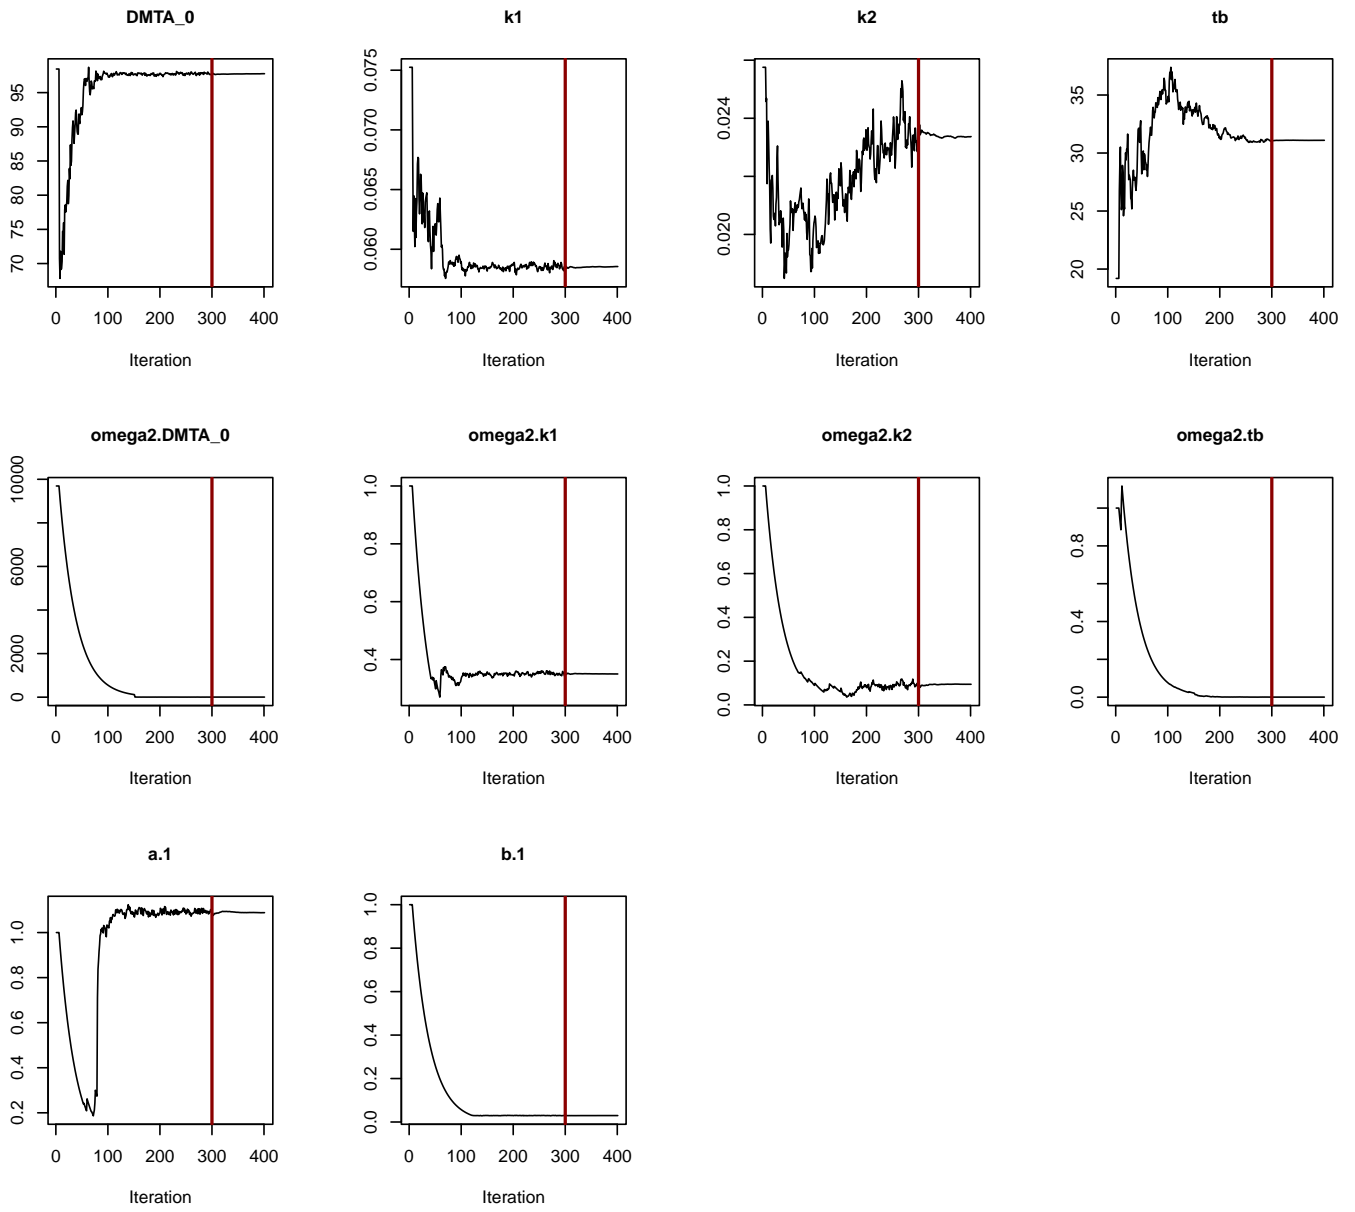 DMTA_0 k1 k2 tb
70 75 80 85 90 95
0.060 0.065 0.070 0.075
0.020 0.024
20 25 30 35
0 100 200 300 400 0 100 200 300 400 0 100 200 300 400 0 100 200 300 400
Iteration Iteration Iteration Iteration
omega2.DMTA_0 omega2.k1 omega2.k2 omega2.tb
0 2000 6000 10000
0.4 0.6 0.8 1.0
0.0 0.2 0.4 0.6 0.8 1.0
0.0 0.4 0.8
0 100 200 300 400 0 100 200 300 400 0 100 200 300 400 0 100 200 300 400
Iteration Iteration Iteration Iteration
a.1 b.1
0.2 0.4 0.6 0.8 1.0
0.0 0.2 0.4 0.6 0.8 1.0
0 100 200 300 400 0 100 200 300 400
Iteration Iteration